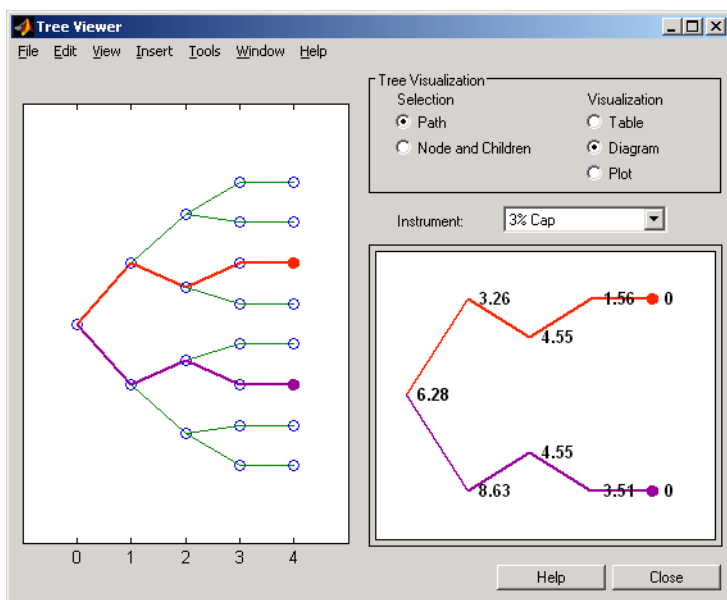 Tree Viewer
File Edit View Insert Tools Window Help
Tree Visualization
Selection
Visualization
Path
Table
Node and Children
Diagram
Plot
Instrument: 3% Cap
3.26
1.56 0
4.55
6.28
4.55
8.63
3.51 0
0 1 2 3 4
Help Close